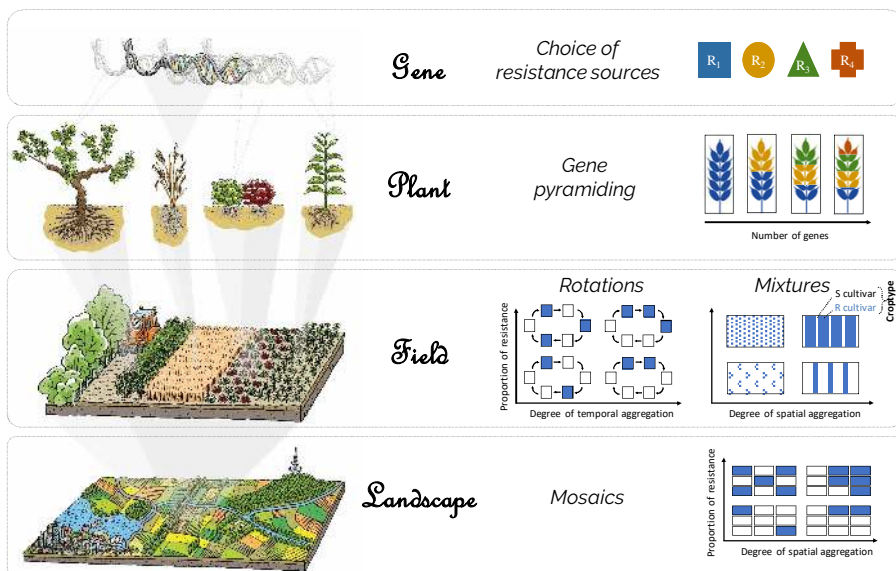 Gene
Choice of
resistance sources
R1
R2
R3
R4
Plant
Gene
pyramiding
Number of genes
Field
Rotations
Proportion of resistance
Degree of temporal aggregation
Mixtures
S cultivar
R cultivar
Croptype
Degree of spatial aggregation
Landscape
Mosaics
Proportion of resistance
Degree of spatial aggregation